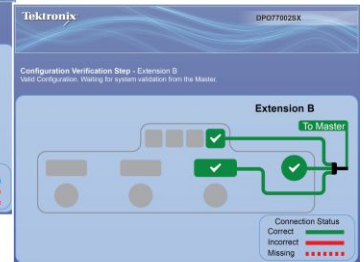 Tektronix
DPO77002SX
Configuration Verification Step - Extension B
Valid Configuration. Waiting for system validation from the Master.
Extension B
To Master
Connection Status
Correct
Incorrect
Missing